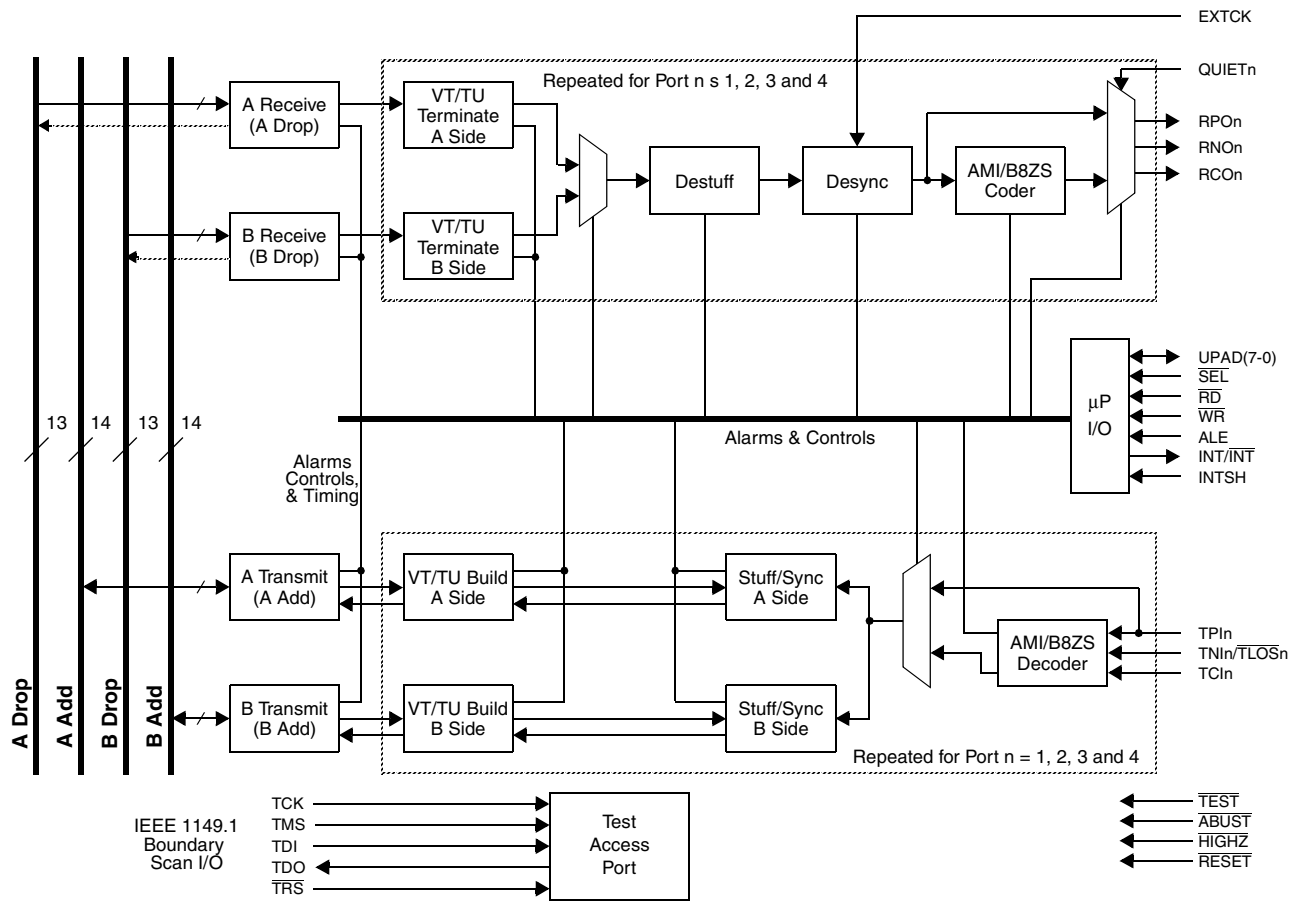 EXTCK
Repeated for Port n s 1, 2, 3 and 4
QUIETn
A Receive
(A Drop)
VT/TU
Terminate
A Side
RPOn
RNOn
RCOn
Destuff
Desync
AMI/B8ZS
Coder
B Receive
(B Drop)
VT/TU
Terminate
B Side
µP
I/O
UPAD(7-0)
SEL
RD
WR
ALE
INT/INT
INTSH
13
14
13
14
Alarms & Controls
Alarms
Controls,
& Timing
A Transmit
(A Add)
VT/TU Build
A Side
Stuff/Sync
A Side
AMI/B8ZS
Decoder
TPIn
TNIn/TLOSn
TCIn
A Drop
A Add
B Drop
B Add
B Transmit
(B Add)
VT/TU Build
B Side
Stuff/Sync
B Side
Repeated for Port n = 1, 2, 3 and 4
IEEE 1149.1
Boundary
Scan I/O
TCK
TMS
TDI
TDO
TRS
Test
Access
Port
TEST
ABUST
HIGHZ
RESET